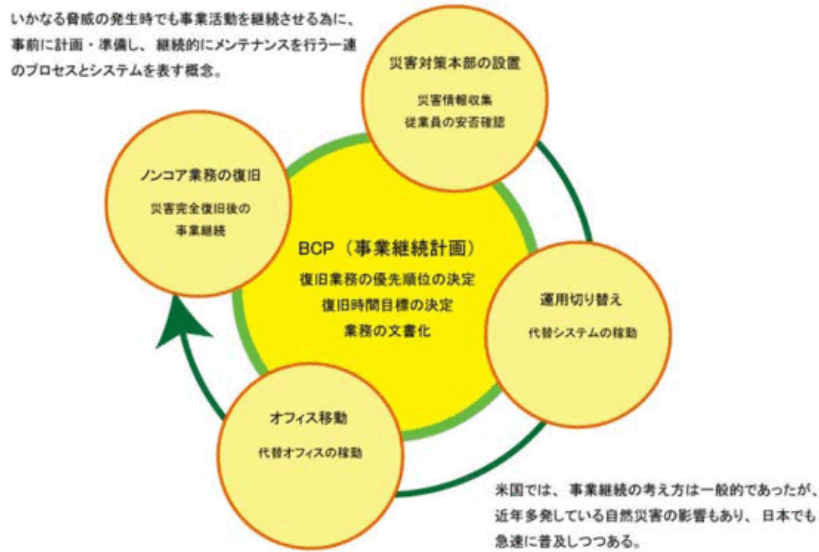 いかなる脅威の発生時でも事業活動を継続させる為に、
事前に計画・準備し、継続的にメンテナンスを行う一連
のプロセスとシステムを表す概念。
災害対策本部の設置
災害情報収集
従業員の安否確認
ノンコア業務の復旧
災害完全復旧後の
事業継続
BCP（事業継続計画）
復旧業務の優先順位の決定
復旧時間目標の決定
業務の文書化
運用切り替え
代替システムの稼動
オフィス移動
代替オフィスの稼動
米国では、事業継続の考え方は一般的であったが、
近年多発している自然災害の影響もあり、日本でも
急速に普及しつつある。